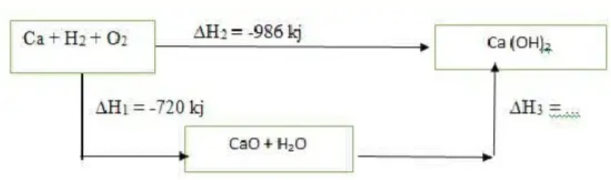 Ca + H2 + O2
ΔH2 = -986 kj
Ca (OH)2
ΔH1 = -720 kj
ΔH3 = ...
CaO + H₂O